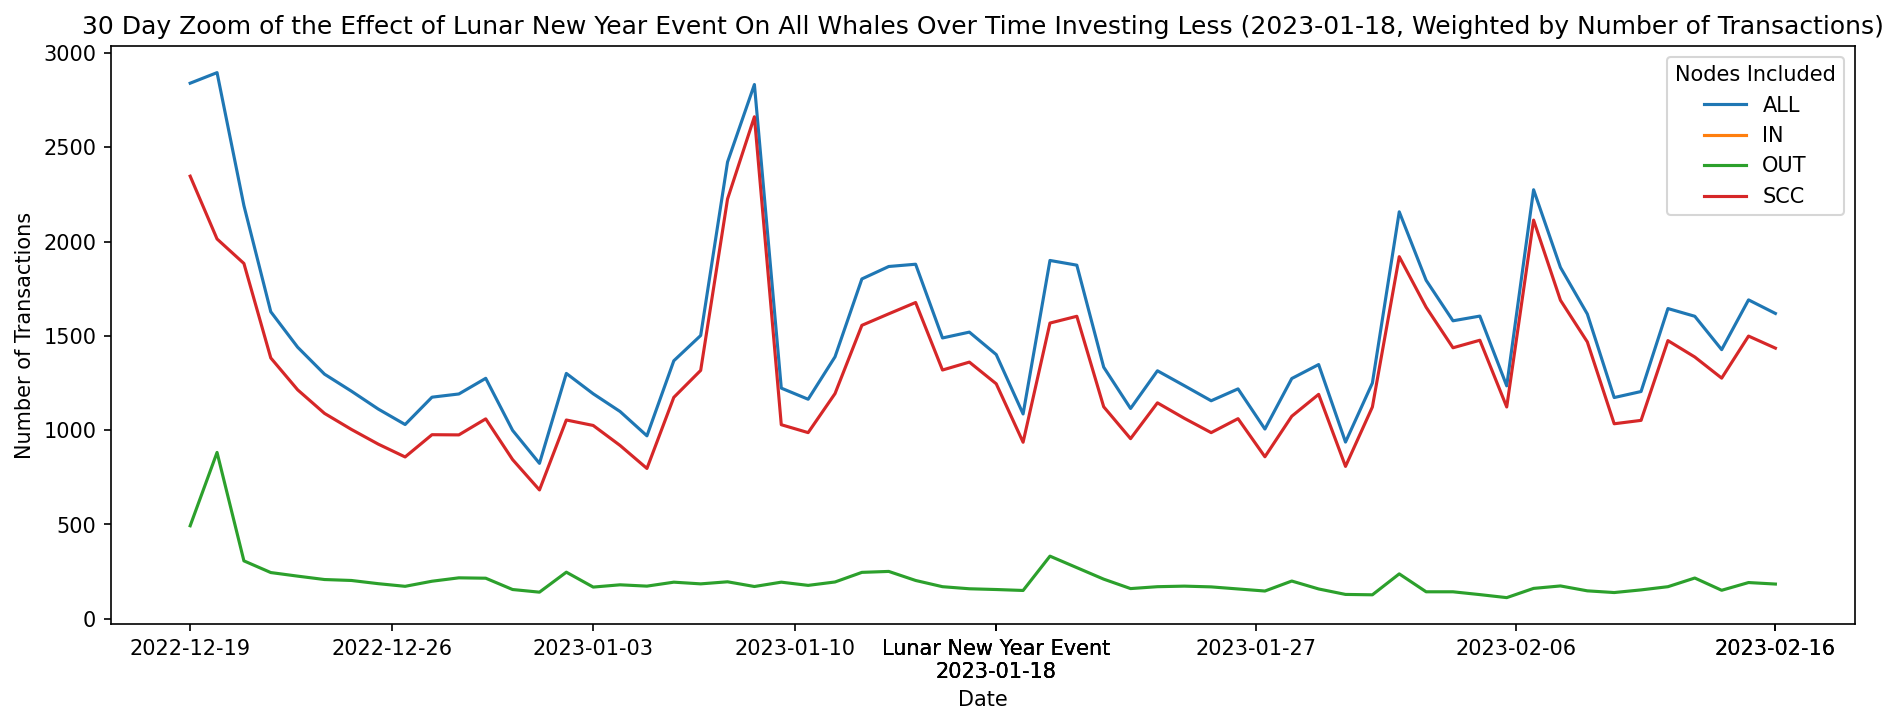 30 Day Zoom of the Effect of Lunar New Year Event On All Whales Over Time Investing Less (2023-01-18, Weighted by Number of Transactions)
3000
2500
2000
1500
1000
500
0
Number of Transactions
Nodes Included
ALL
IN
OUT
SCC
2022-12-19
2022-12-26
2023-01-03
2023-01-10
Lunar New Year Event
2023-01-18
2023-01-27
2023-02-06
2023-02-16
Date